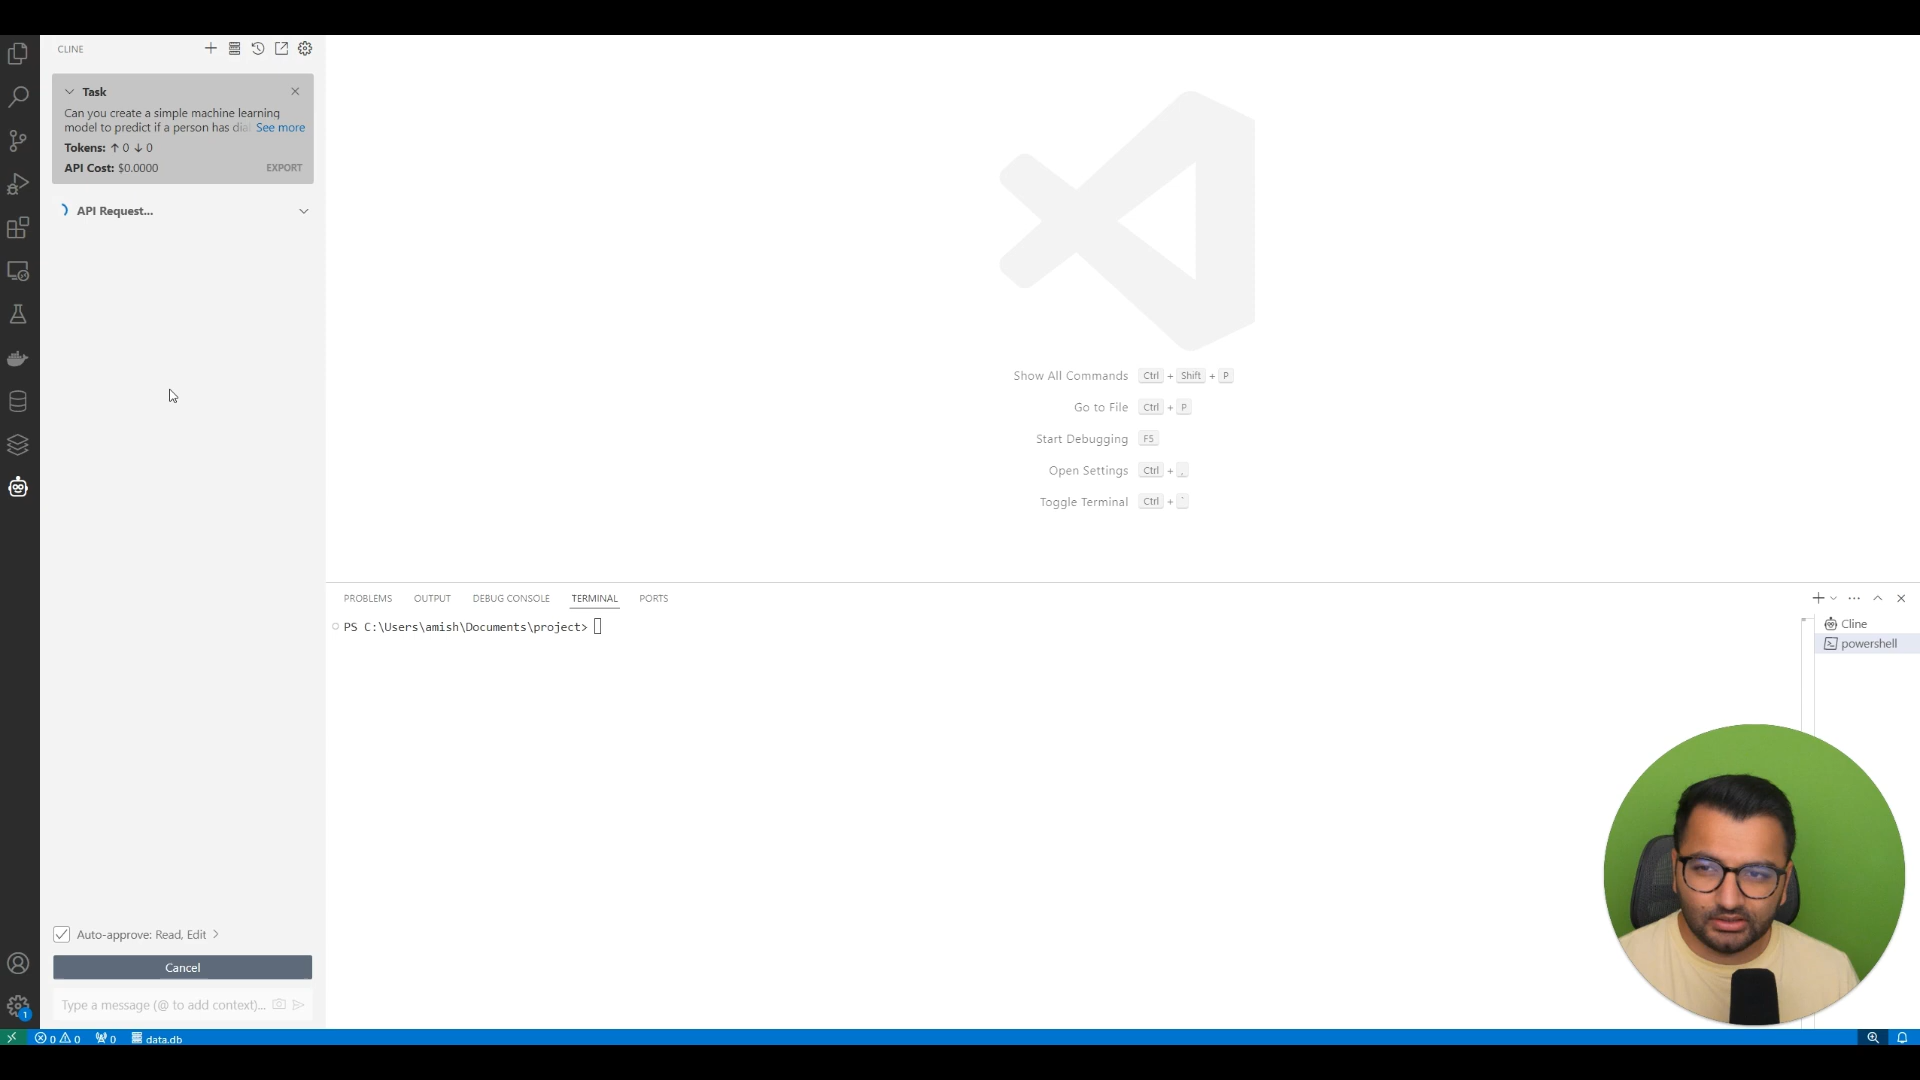 CLINE
Task
Can you create a simple machine learning
model to predict if a person has dia See more
Tokens: ↑ 0 ↓ 0
API Cost: $0.0000 EXPORT
API Request...
Show All Commands Ctrl + Shift + P
Go to File Ctrl + P
Start Debugging F5
Open Settings Ctrl + ,
Toggle Terminal Ctrl + `
PROBLEMS OUTPUT DEBUG CONSOLE TERMINAL PORTS
PS C:\Users\amish\Documents\project>
Cline
powershell
Auto-approve: Read, Edit >
Cancel
Type a message (@ to add context)...
1
0 0 0 data.db